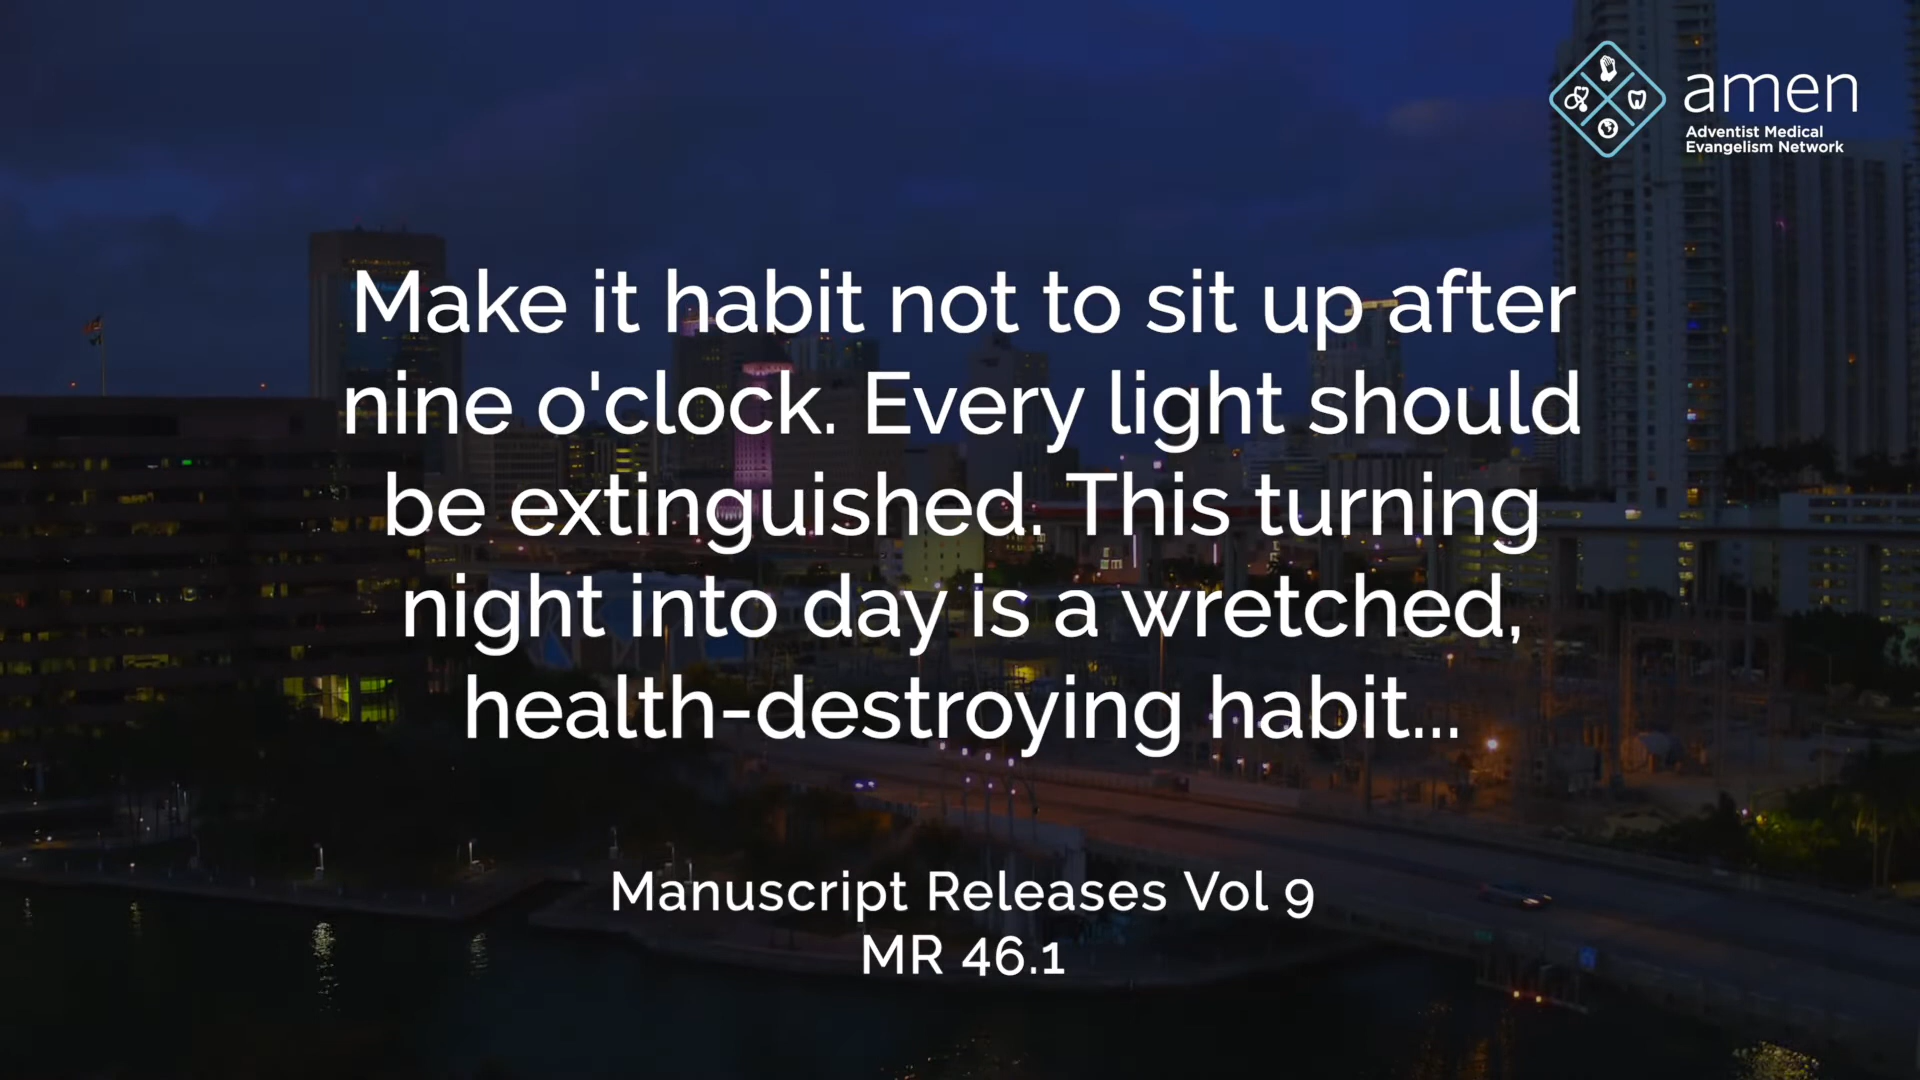 amen
Adventist Medical
Evangelism Network
Make it habit not to sit up after
nine o'clock. Every light should
be extinguished. This turning
night into day is a wretched,
health-destroying habit...
Manuscript Releases Vol 9
MR 46.1